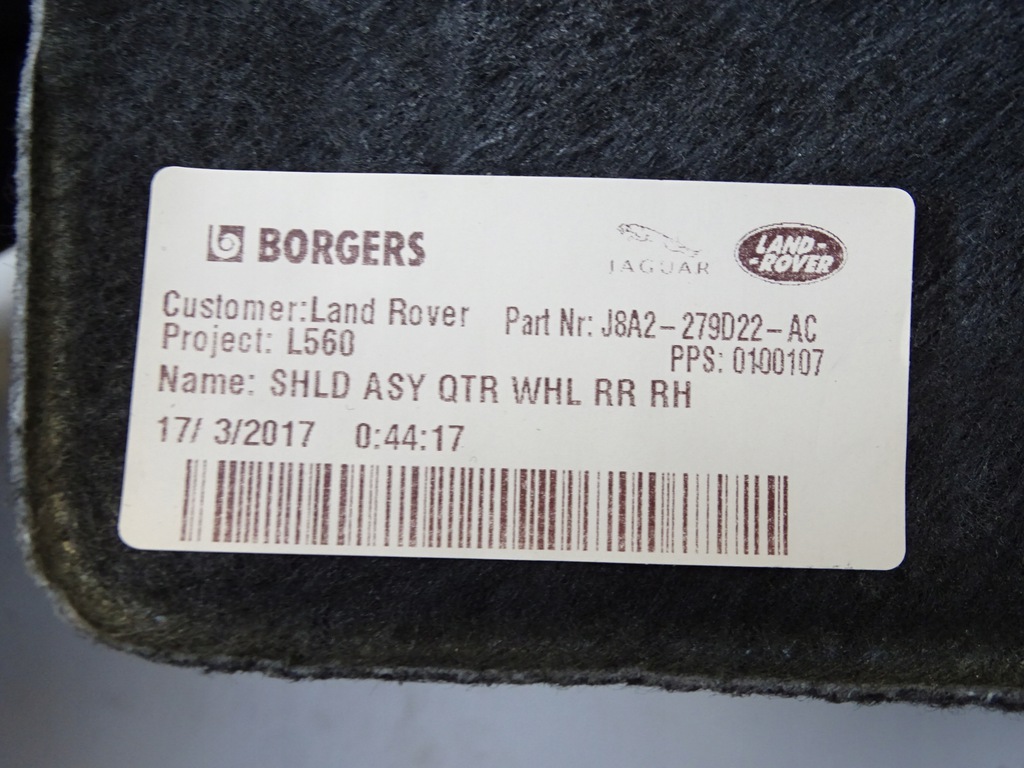 BORGERS
JAGUAR
LAND-
-ROVER
Customer:Land Rover
Part Nr: J8A2-279D22-AC
Project: L560
PPS: 0100107
Name: SHLD ASY QTR WHL RR RH
17/ 3/2017 0:44:17